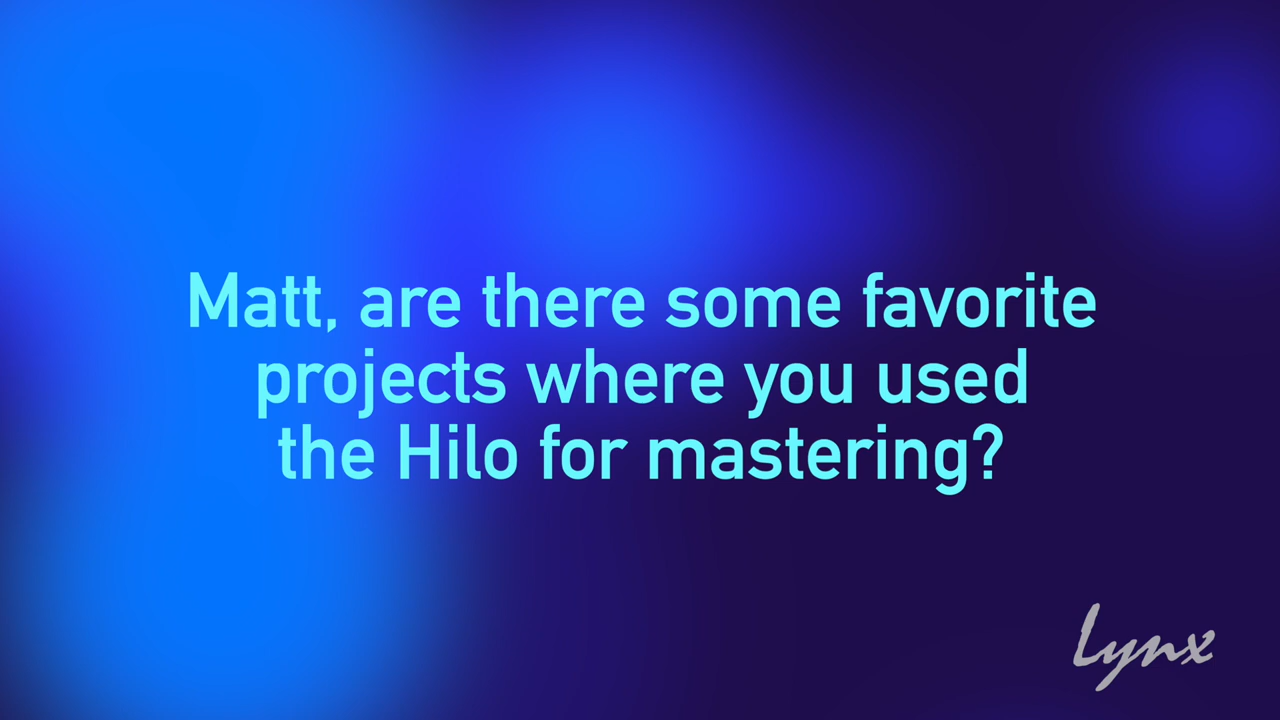 Matt, are there some favorite
projects where you used
the Hilo for mastering?
Lynx